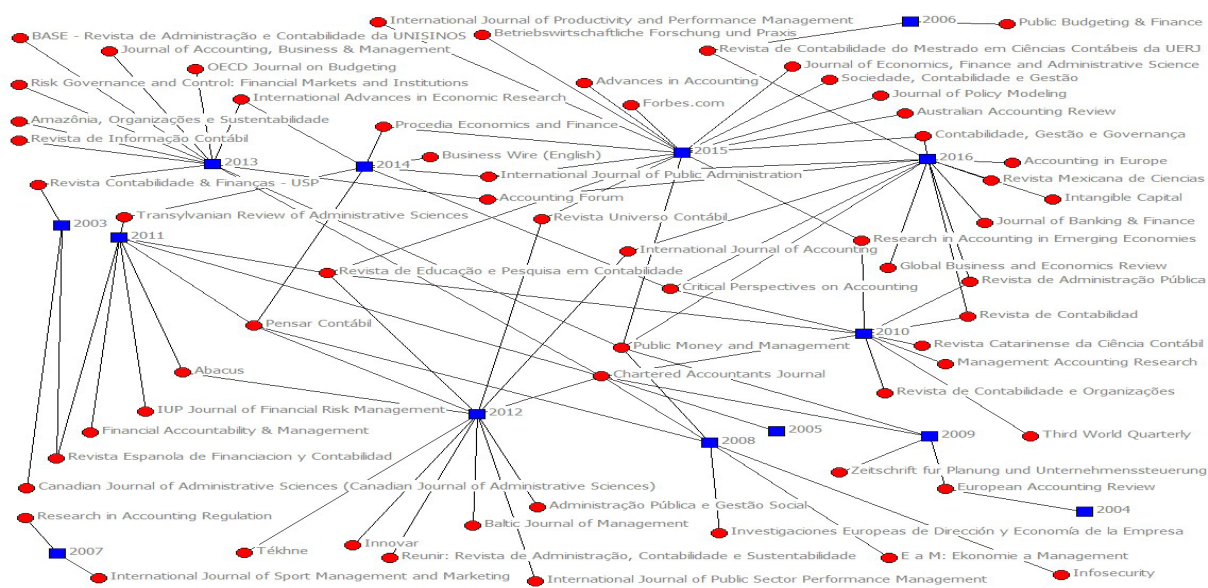 International Journal of Productivity and Performance Management
2006
Public Budgeting & Finance
BASE - Revista de Administração e Contabilidade da UNISINOS
Betriebswirtschaftliche Forschung und Praxis
Journal of Accounting, Business & Management
Revista de Contabilidade do Mestrado em Ciências Contábeis da UERJ
OECD Journal on Budgeting
Journal of Economics, Finance and Administrative Science
Risk Governance and Control: Financial Markets and Institutions
Advances in Accounting
Sociedade, Contabilidade e Gestão
International Advances in Economic Research
Forbes.com
Journal of Policy Modeling
Australian Accounting Review
Amazônia, Organizações e Sustentabilidade
Procedia Economics and Finance
Contabilidade, Gestão e Governança
Revista de Informação Contábil
2013
2014
Business Wire (English)
2015
2016
Accounting in Europe
International Journal of Public Administration
Revista Mexicana de Ciencias
Revista Contabilidade & Finanças - USP
Accounting Forum
Intangible Capital
Transylvanian Review of Administrative Sciences
Revista Universo Contábil
Journal of Banking & Finance
2003
2011
International Journal of Accounting
Research in Accounting in Emerging Economies
Revista de Educação e Pesquisa em Contabilidade
Global Business and Economics Review
Critical Perspectives on Accounting
Revista de Administração Pública
Pensar Contábil
Revista de Contabilidad
2010
Public Money and Management
Revista Catarinense da Ciência Contábil
Management Accounting Research
Abacus
Chartered Accountants Journal
Revista de Contabilidade e Organizações
IUP Journal of Financial Risk Management
2012
Financial Accountability & Management
2005
2009
Third World Quarterly
2008
Revista Espanola de Financiacion y Contabilidad
Zeitschrift fur Planung und Unternehmenssteuerung
Canadian Journal of Administrative Sciences (Canadian Journal of Administrative Sciences)
European Accounting Review
Administração Pública e Gestão Social
2004
Research in Accounting Regulation
Baltic Journal of Management
Investigaciones Europeas de Dirección y Economía de la Empresa
2007
Tékhne
Innovar
Reunir: Revista de Administração, Contabilidade e Sustentabilidade
E a M: Ekonomie a Management
International Journal of Sport Management and Marketing
International Journal of Public Sector Performance Management
Infosecurity